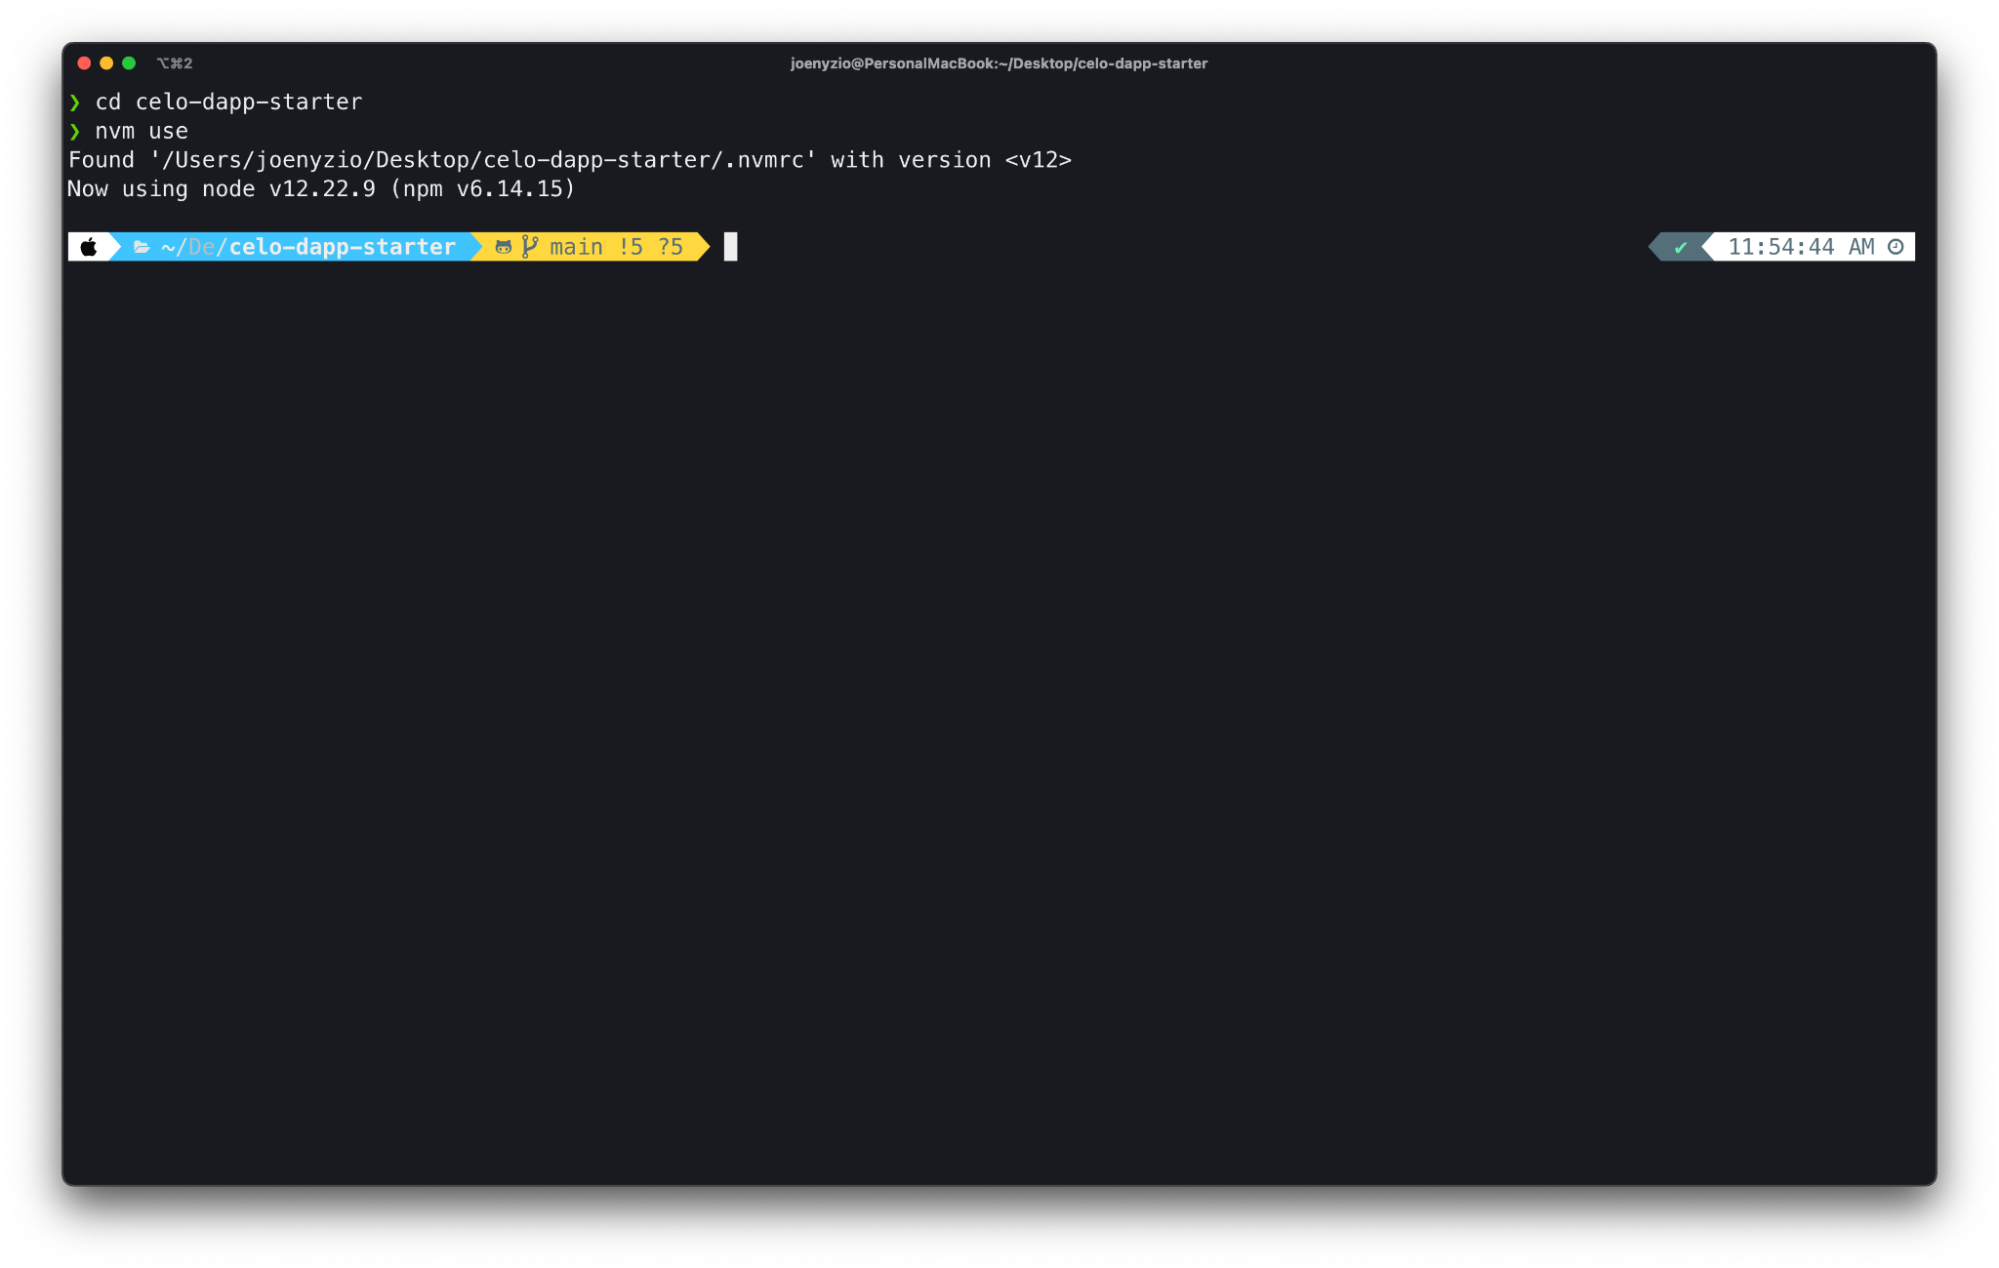 ⌥⌘2
joenyzio@PersonalMacBook:~/Desktop/celo-dapp-starter
❯ cd celo-dapp-starter
❯ nvm use
Found '/Users/joenyzio/Desktop/celo-dapp-starter/.nvmrc' with version <v12>
Now using node v12.22.9 (npm v6.14.15)
~/De/celo-dapp-starter main !5 ?5 ✔ 11:54:44 AM